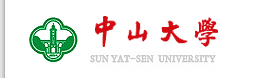 中山大學
SUN YAT-SEN UNIVERSITY